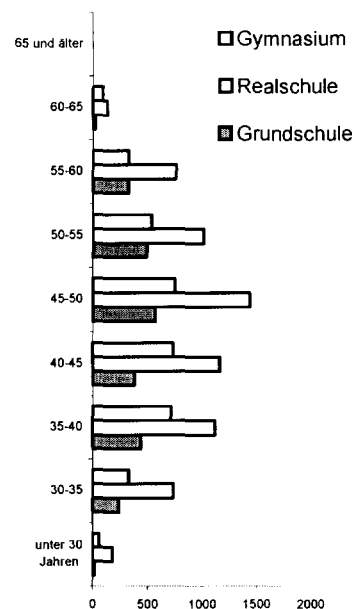 65 und älter
Gymnasium
Realschule
60-65
Grundschule
55-60
50-55
45-50
40-45
35-40
30-35
unter 30
Jahren
0 500 1000 1500 2000